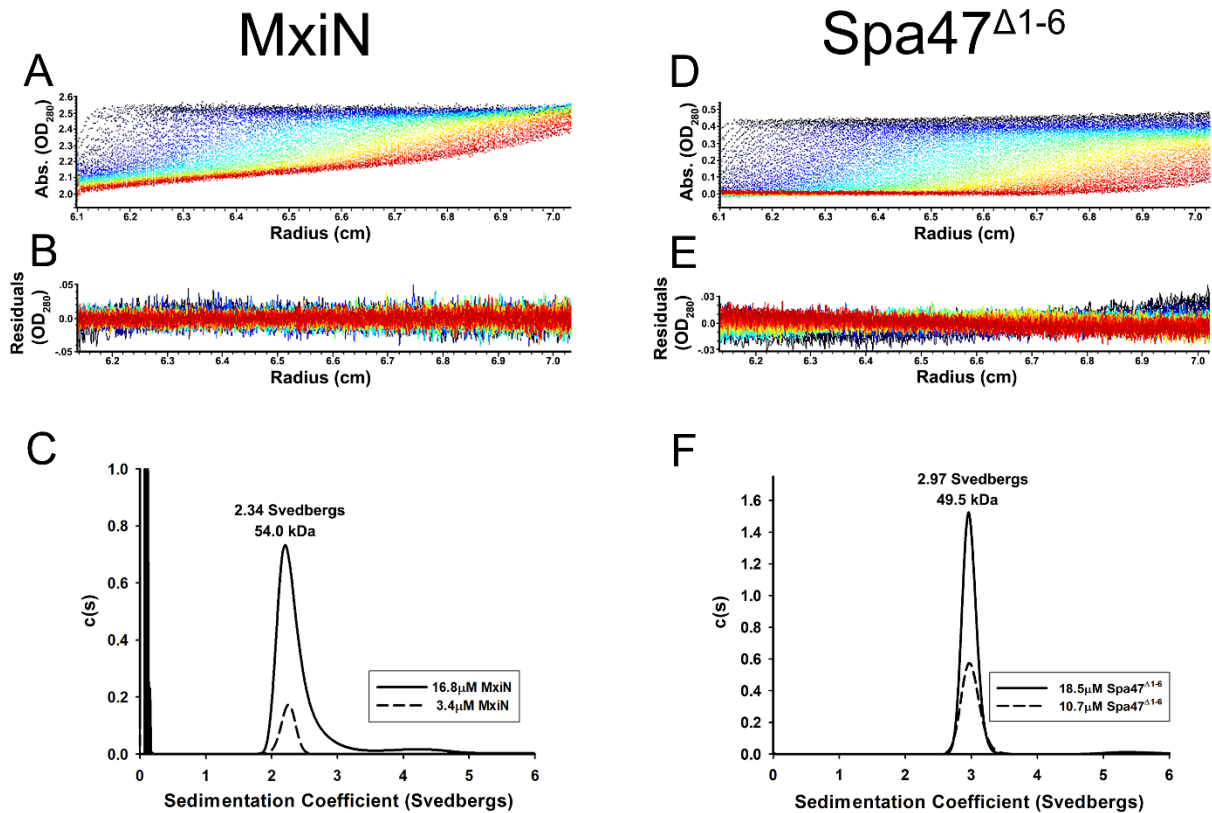 MxiN
Spa47Δ1-6
A
Abs. (OD280)
2.6
2.5
2.4
2.3
2.2
2.1
2.0
6.1 6.2 6.3 6.4 6.5 6.6 6.7 6.8 6.9 7.0
Radius (cm)
B
Residuals
(OD280)
.05
0.0
-.05
6.2 6.3 6.4 6.5 6.6 6.7 6.8 6.9 7.0
Radius (cm)
C
c(s)
1.0
0.8
0.6
0.4
0.2
0.0
2.34 Svedbergs
54.0 kDa
16.8μM MxiN
3.4μM MxiN
0 1 2 3 4 5 6
Sedimentation Coefficient (Svedbergs)
D
Abs. (OD280)
0.5
0.4
0.3
0.2
0.1
0.0
6.1 6.2 6.3 6.4 6.5 6.6 6.7 6.8 6.9 7.0
Radius (cm)
E
Residuals
(OD280)
.03
0.0
-.03
6.2 6.3 6.4 6.5 6.6 6.7 6.8 6.9 7.0
Radius (cm)
F
c(s)
1.6
1.4
1.2
1.0
0.8
0.6
0.4
0.2
0.0
2.97 Svedbergs
49.5 kDa
18.5μM Spa47Δ1-6
10.7μM Spa47Δ1-6
0 1 2 3 4 5 6
Sedimentation Coefficient (Svedbergs)